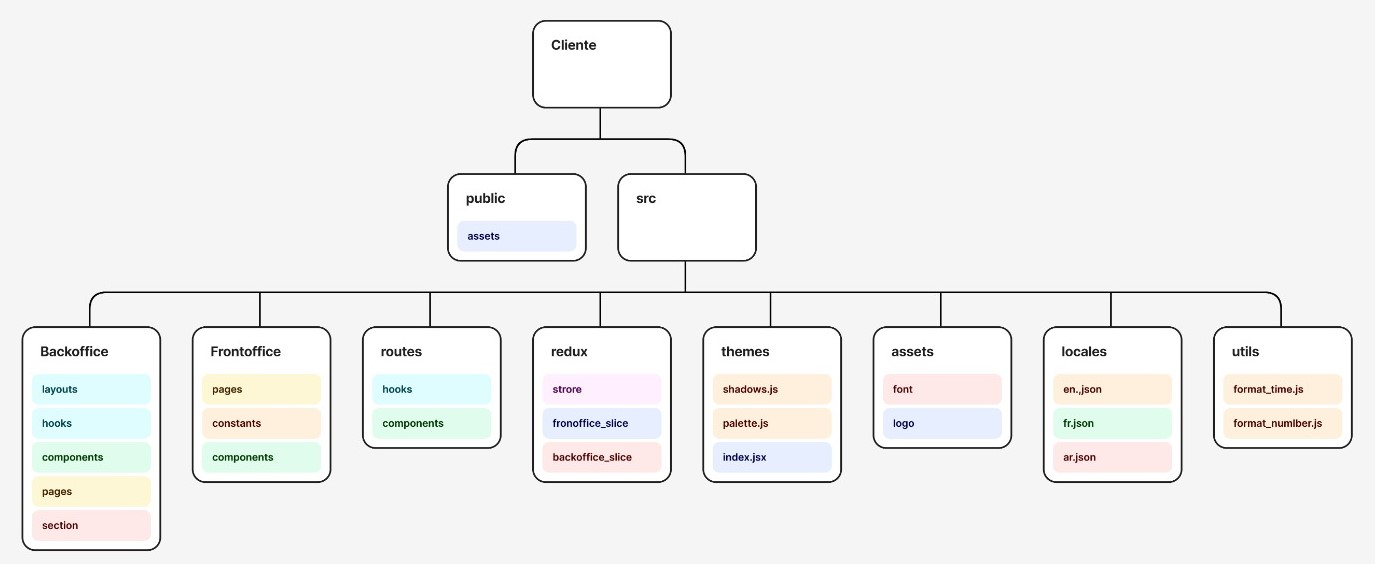 Cliente
public
assets
src
Backoffice
layouts
hooks
components
pages
section
Frontoffice
pages
constants
components
routes
hooks
components
redux
strore
fronoffice_slice
backoffice_slice
themes
shadows.js
palette.js
index.jsx
assets
font
logo
locales
en.,json
fr.json
ar.json
utils
format_time.js
format_numlber.js